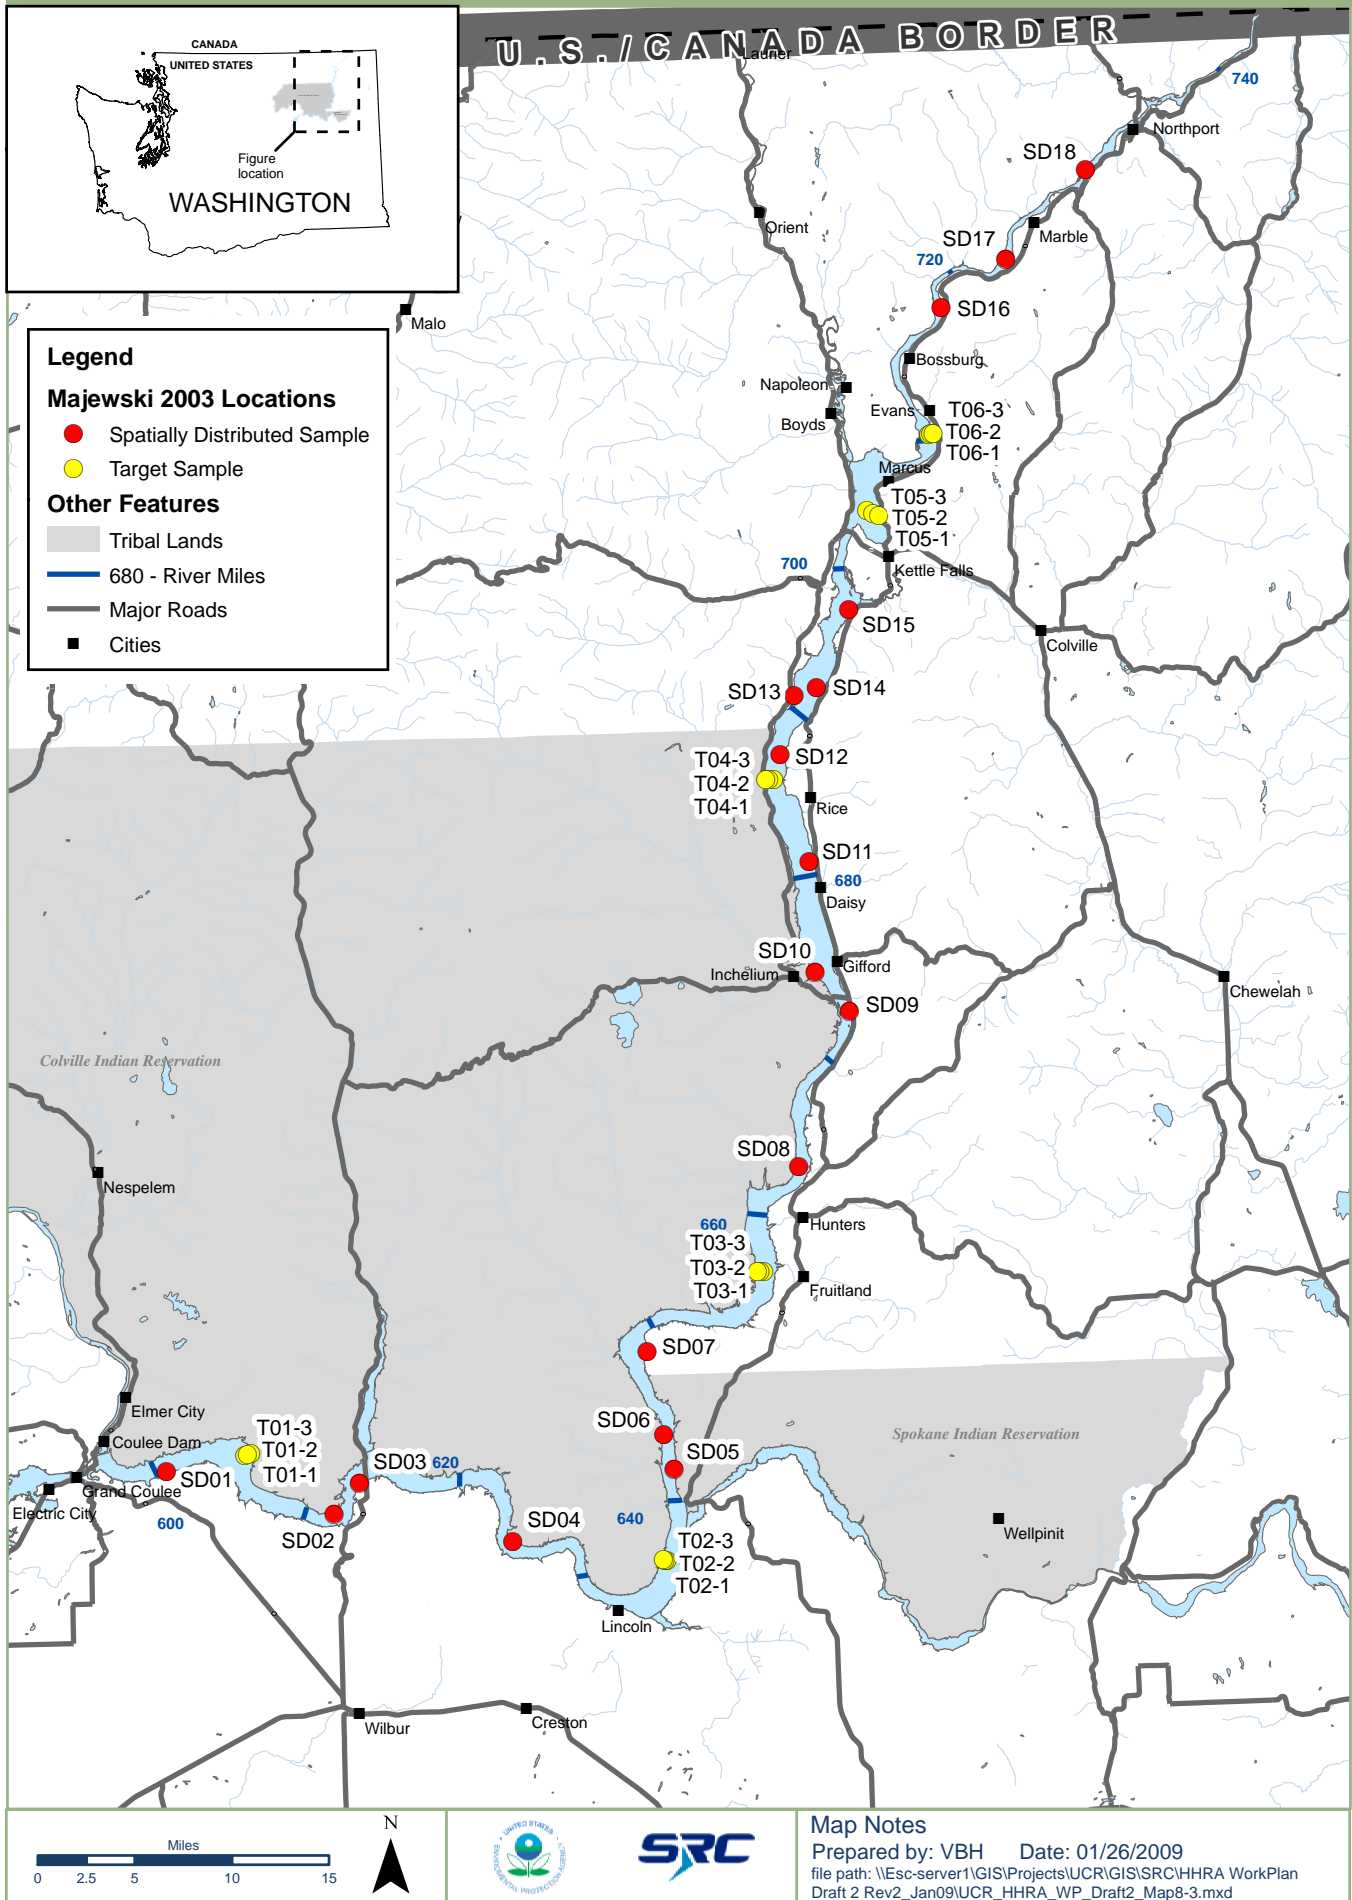 U.S./CANADA BORDER
CANADA
UNITED STATES
Figure
location
WASHINGTON
Laurier
740
Northport
SD18
Orient
Marble
SD17
720
SD16
Malo
Legend
Majewski 2003 Locations
Spatially Distributed Sample
Target Sample
Other Features
Tribal Lands
680 - River Miles
Major Roads
Cities
Bossburg
Napoleon
Boyds
Evans
T06-3
T06-2
T06-1
Marcus
T05-3
T05-2
T05-1
700
Kettle Falls
SD15
Colville
SD13
SD14
SD12
T04-3
T04-2
T04-1
Rice
SD11
680
Daisy
SD10
Gifford
Inchelium
Chewelah
SD09
Colville Indian Reservation
SD08
Nespelem
660
Hunters
T03-3
T03-2
T03-1
Fruitland
SD07
Elmer City
SD06
Spokane Indian Reservation
T01-3
T01-2
T01-1
Coulee Dam
SD05
SD03
620
SD01
Grand Coulee
Electric City
600
SD02
SD04
640
Wellpinit
T02-3
T02-2
T02-1
Lincoln
Wilbur
Creston
Miles
0 2.5 5 10 15
N
UNITED STATES
ENVIRONMENTAL PROTECTION AGENCY
SRC
Map Notes
Prepared by: VBH Date: 01/26/2009
file path: \\Esc-server1\GIS\Projects\UCR\GIS\SRC\HHRA WorkPlan
Draft 2 Rev2_Jan09\UCR_HHRA_WP_Draft2_Map8-3.mxd